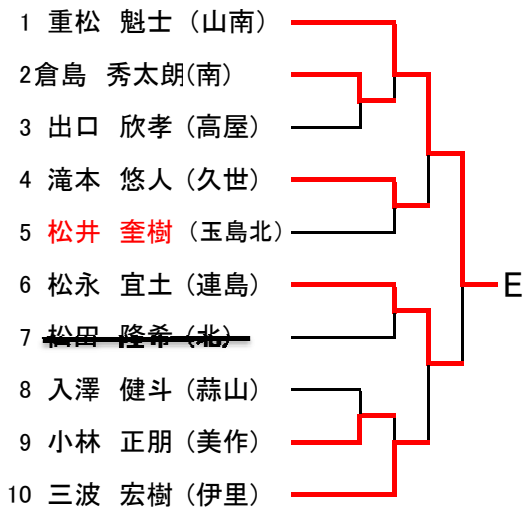 1 重松 魁士（山南）
2倉島 秀太朗(南)
3 出口 欣孝（高屋）
4 滝本 悠人（久世）
5 松井 奎樹（玉島北）
6 松永 宜土（連島）
7 松田 隆希（北）
8 入澤 健斗（蒜山）
9 小林 正朋（美作）
10 三波 宏樹（伊里）
E